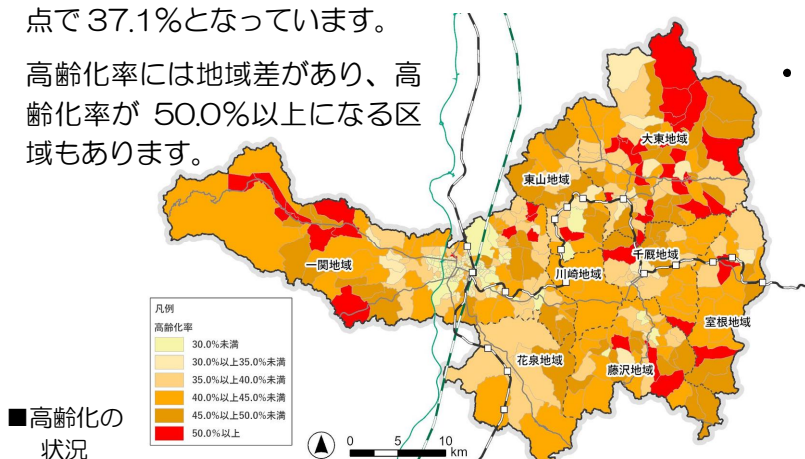 点で37.1％となっています。
高齢化率には地域差があり、高
齢化率が 50.0％以上になる区
域もあります。
•
大東地域
東山地域
一関地域
川崎地域
千厩地域
室根地域
花泉地域
藤沢地域
凡例
高齢化率
30.0％未満
30.0％以上35.0％未満
35.0％以上40.0％未満
40.0％以上45.0％未満
45.0％以上50.0％未満
50.0％以上
■高齢化の
状況
0 5 10
km